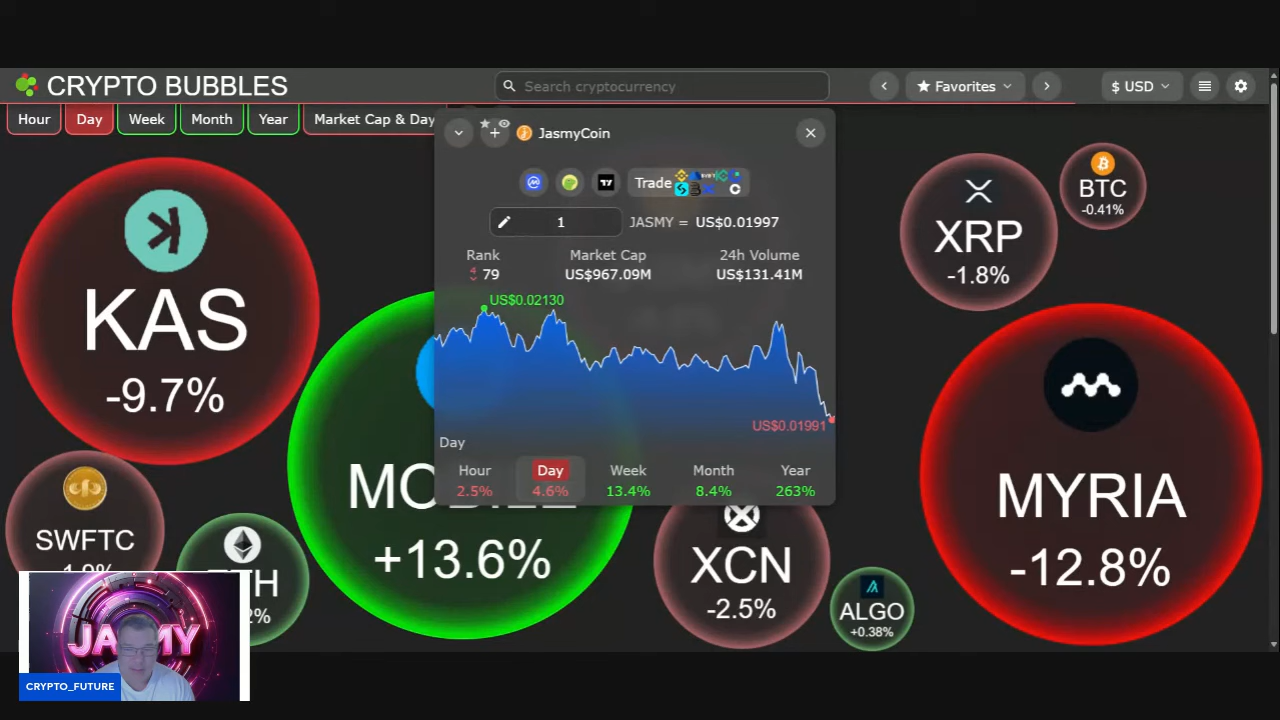 CRYPTO BUBBLES
Search cryptocurrency
Favorites
$ USD
Hour Day Week Month Year Market Cap & Day
JasmyCoin
Trade
1 JASMY = US$0.01997
Rank Market Cap 24h Volume
4 79 US$967.09M US$131.41M
US$0.02130
US$0.01991
Day
Hour Day Week Month Year
2.5% 4.6% 13.4% 8.4% 263%
KAS
-9.7%
XRP
-1.8%
BTC
-0.41%
+13.6%
MYRIA
-12.8%
SWFTC
XCN
-2.5%
ALGO
+0.38%
CRYPTO_FUTURE